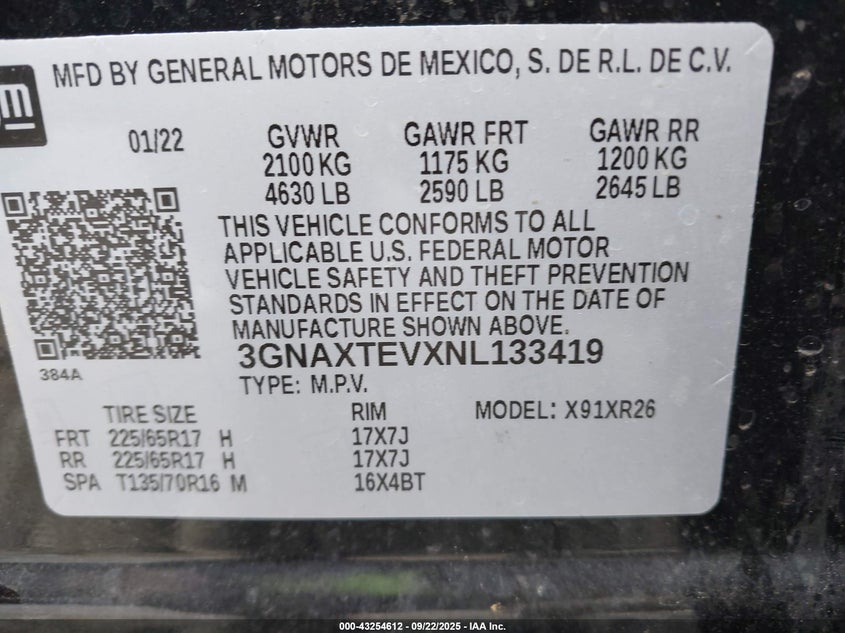 m
MFD BY GENERAL MOTORS DE MEXICO, S. DE R.L. DE C.V.
01/22 GVWR GAWR FRT GAWR RR
2100 KG 1175 KG 1200 KG
4630 LB 2590 LB 2645 LB
THIS VEHICLE CONFORMS TO ALL
APPLICABLE U.S. FEDERAL MOTOR
VEHICLE SAFETY AND THEFT PREVENTION
STANDARDS IN EFFECT ON THE DATE OF
MANUFACTURE SHOWN ABOVE.
3GNAXTEVXNL133419
384A
TYPE: M.P.V.
TIRE SIZE RIM MODEL: X91XR26
FRT 225/65R17 H 17X7J
RR 225/65R17 H 17X7J
SPA T135/70R16 M 16X4BT
000-43254612 - 09/22/2025 - IAA Inc.